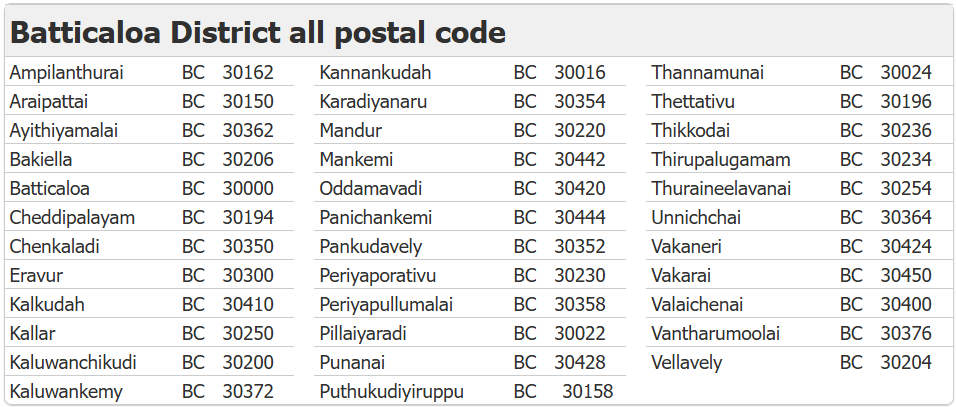 Batticaloa District all postal code
Ampilanthurai BC 30162 Kannankudah BC 30016 Thannamunai BC 30024
Araipattai BC 30150 Karadiyanaru BC 30354 Thettativu BC 30196
Ayithiyamalai BC 30362 Mandur BC 30220 Thikkodai BC 30236
Bakiella BC 30206 Mankemi BC 30442 Thirupalugamam BC 30234
Batticaloa BC 30000 Oddamavadi BC 30420 Thuraineelavanai BC 30254
Cheddipalayam BC 30194 Panichankemi BC 30444 Unnichchai BC 30364
Chenkaladi BC 30350 Pankudavely BC 30352 Vakaneri BC 30424
Eravur BC 30300 Periyaporativu BC 30230 Vakarai BC 30450
Kalkudah BC 30410 Periyapullumalai BC 30358 Valaichenai BC 30400
Kallar BC 30250 Pillaiyaradi BC 30022 Vantharumoolai BC 30376
Kaluwanchikudi BC 30200 Punanai BC 30428 Vellavely BC 30204
Kaluwankemy BC 30372 Puthukudiyiruppu BC 30158